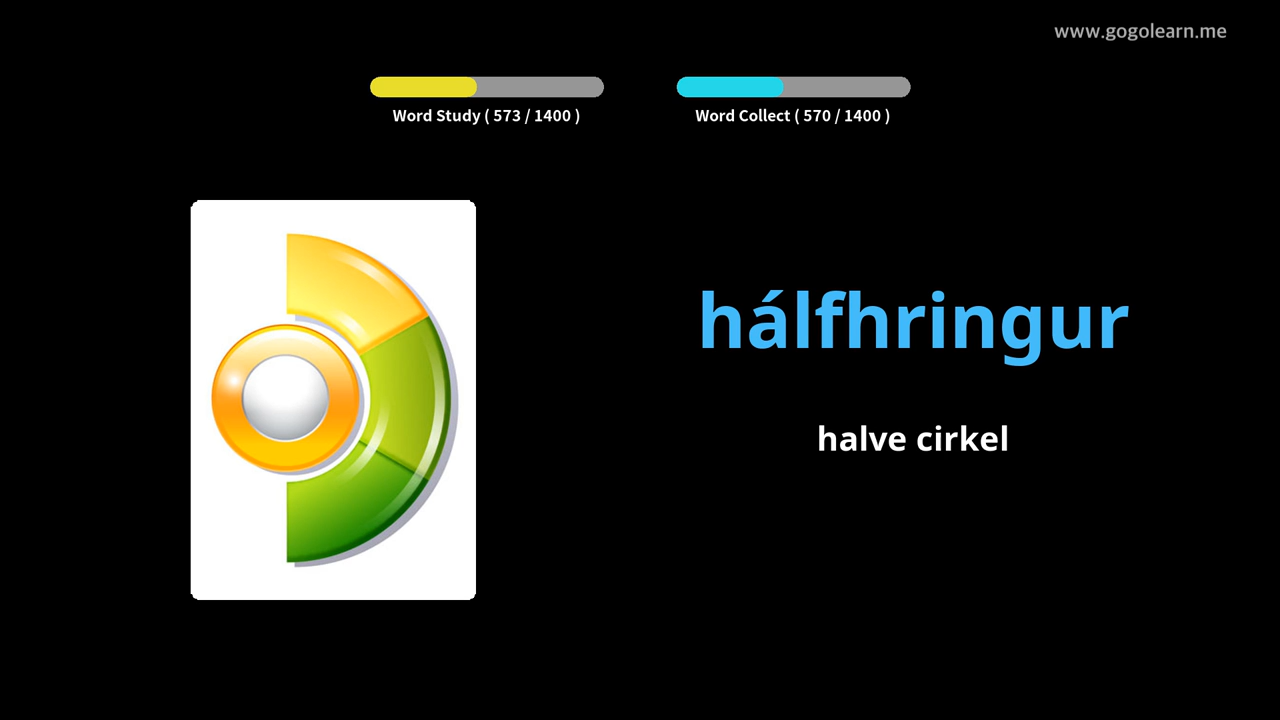 www.gogolearn.me
Word Study ( 573 / 1400 )
Word Collect ( 570 / 1400 )
hálfhringur
halve cirkel